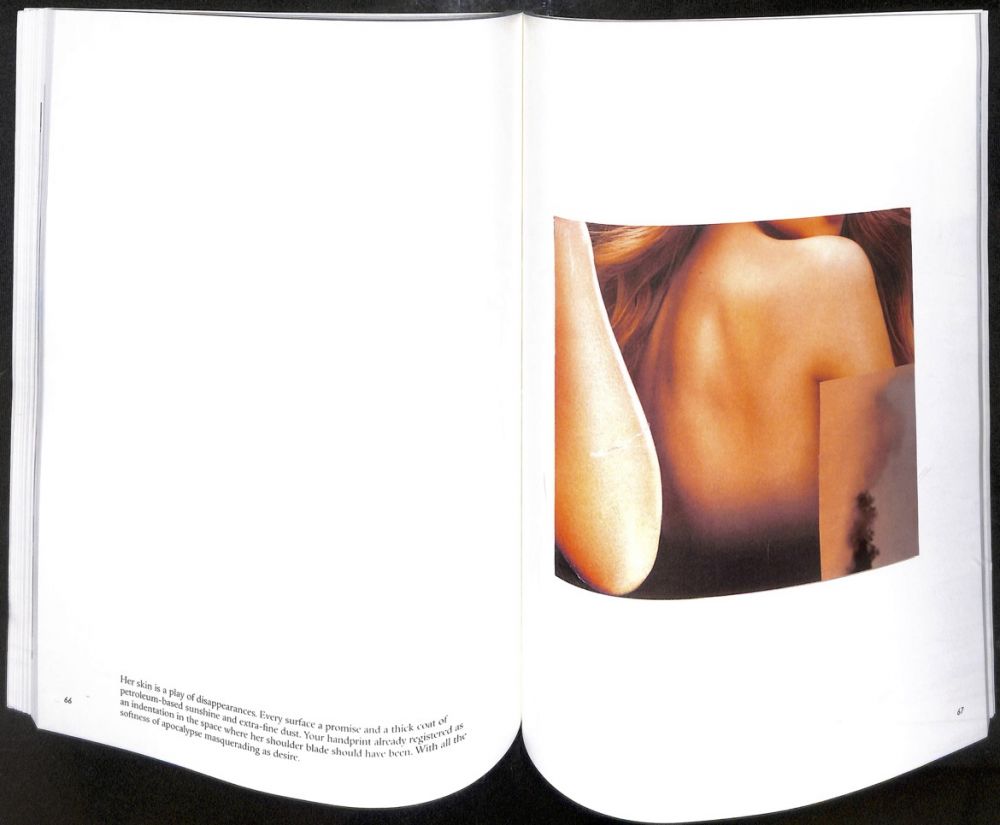 Her skin is a play of disappearances. Every surface a promise and a thick coat of
petroleum-based sunshine and extra-fine dust. Your handprint already registered as
an indentation in the space where her shoulder blade should have been. With all the
softness of apocalypse masquerading as desire.
66
67